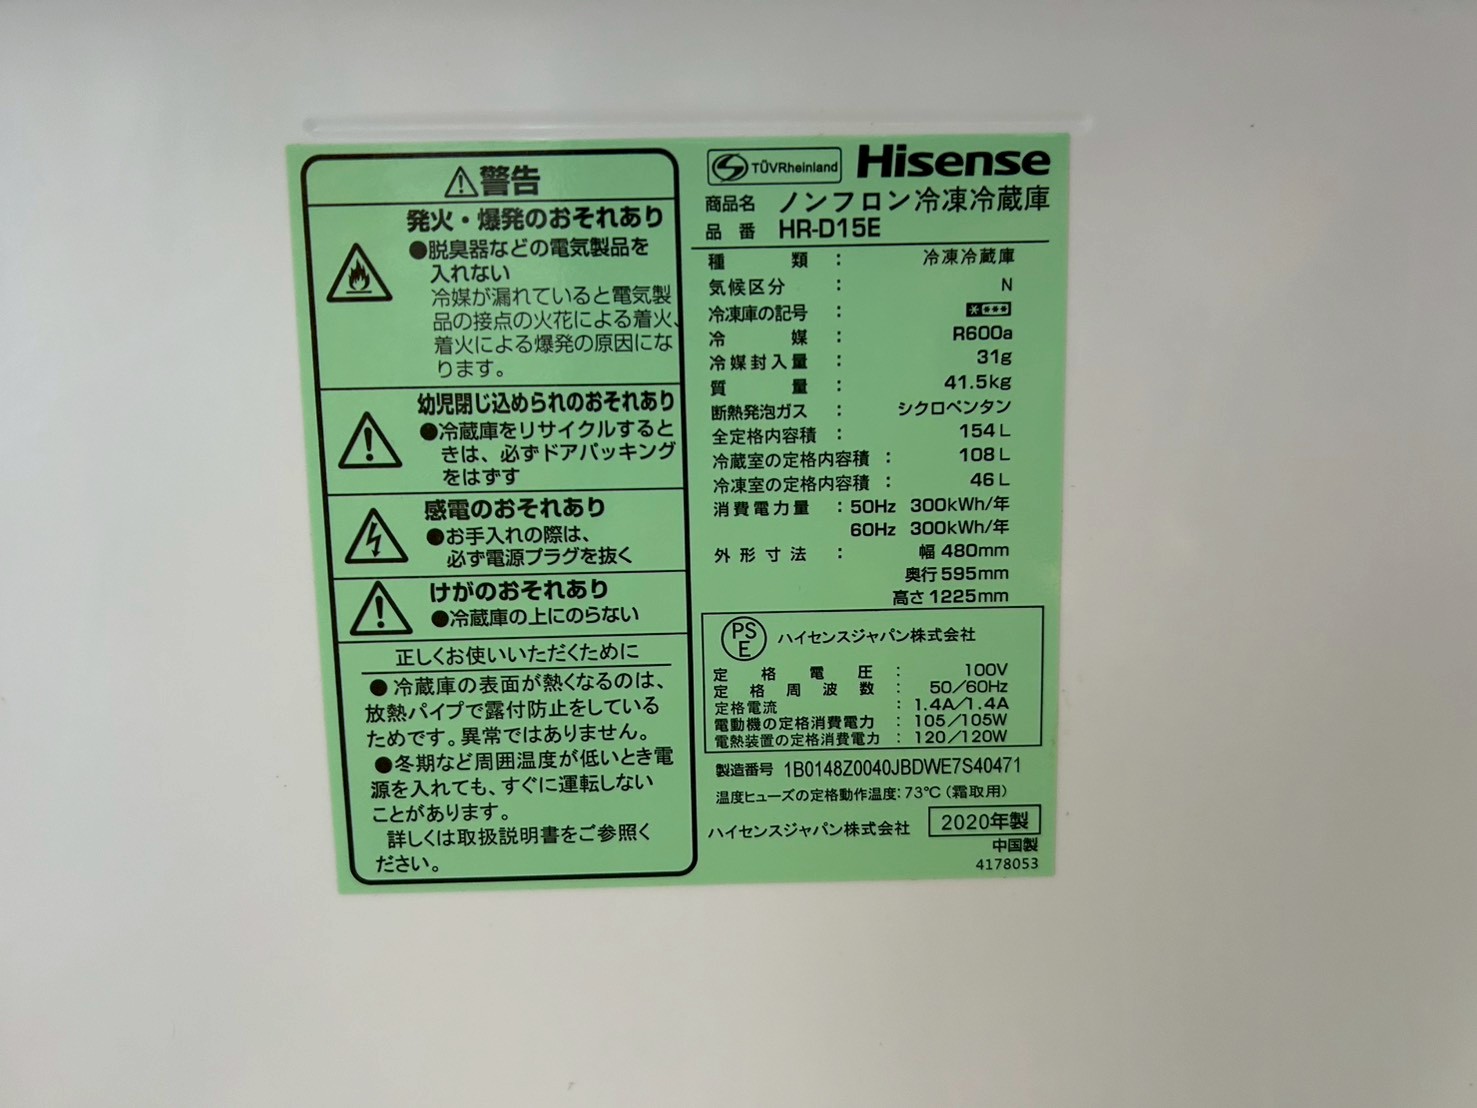 ⚠警告
発火・爆発のおそれあり
●脱臭器などの電気製品を
入れない
冷媒が漏れていると電気製
品の接点の火花による着火、
着火による爆発の原因にな
ります。
幼児閉じ込められのおそれあり
●冷蔵庫をリサイクルすると
きは、必ずドアパッキング
をはずす
感電のおそれあり
●お手入れの際は、
必ず電源プラグを抜く
けがのおそれあり
●冷蔵庫の上にのらない
正しくお使いいただくために
●冷蔵庫の表面が熱くなるのは、
放熱パイプで露付防止をしている
ためです。異常ではありません。
●冬期など周囲温度が低いとき電
源を入れても、すぐに運転しない
ことがあります。
詳しくは取扱説明書をご参照く
ださい。
TÜVRheinland Hisense
商品名 ノンフロン冷凍冷蔵庫
品番 HR-D15E
種類 : 冷凍冷蔵庫
気候区分 : N
冷凍庫の記号 : ****
冷媒 : R600a
冷媒封入量 : 31g
質量 : 41.5kg
断熱発泡ガス : シクロペンタン
全定格内容積 : 154L
冷蔵室の定格内容積 : 108L
冷凍室の定格内容積 : 46L
消費電力量 : 50Hz 300kWh/年
60Hz 300kWh/年
外形寸法 : 幅 480mm
奥行 595mm
高さ 1225mm
PSE ハイセンスジャパン株式会社
定格電圧 : 100V
定格周波数 : 50/60Hz
定格電流 : 1.4A/1.4A
電動機の定格消費電力 : 105/105W
電熱装置の定格消費電力 : 120/120W
製造番号 1B0148Z0040JBDWE7S40471
温度ヒューズの定格動作温度:73℃(霜取用)
ハイセンスジャパン株式会社 2020年製
中国製
4178053